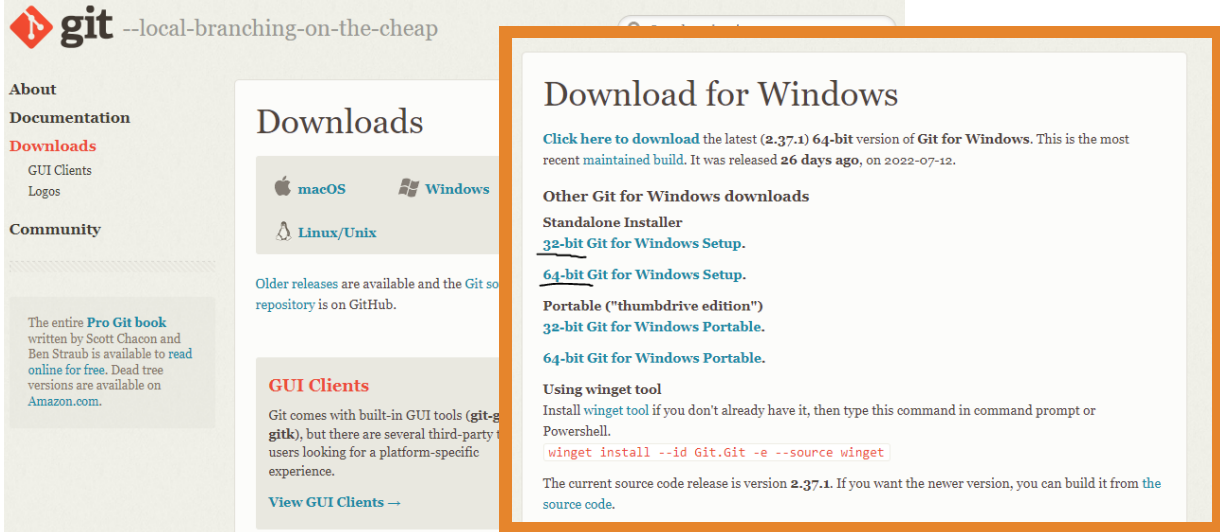 git --local-branching-on-the-cheap
About
Documentation
Downloads
GUI Clients
Logos
Community
The entire Pro Git book
written by Scott Chacon and
Ben Straub is available to read
online for free. Dead tree
versions are available on
Amazon.com.
Downloads
macOS
Windows
Linux/Unix
Older releases are available and the Git so
repository is on GitHub.
GUI Clients
Git comes with built-in GUI tools (git-g
gitk), but there are several third-party t
users looking for a platform-specific
experience.
View GUI Clients →
Download for Windows
Click here to download the latest (2.37.1) 64-bit version of Git for Windows. This is the most
recent maintained build. It was released 26 days ago, on 2022-07-12.
Other Git for Windows downloads
Standalone Installer
32-bit Git for Windows Setup.
64-bit Git for Windows Setup.
Portable ("thumbdrive edition")
32-bit Git for Windows Portable.
64-bit Git for Windows Portable.
Using winget tool
Install winget tool if you don't already have it, then type this command in command prompt or
Powershell.
winget install --id Git.Git -e --source winget
The current source code release is version 2.37.1. If you want the newer version, you can build it from the
source code.